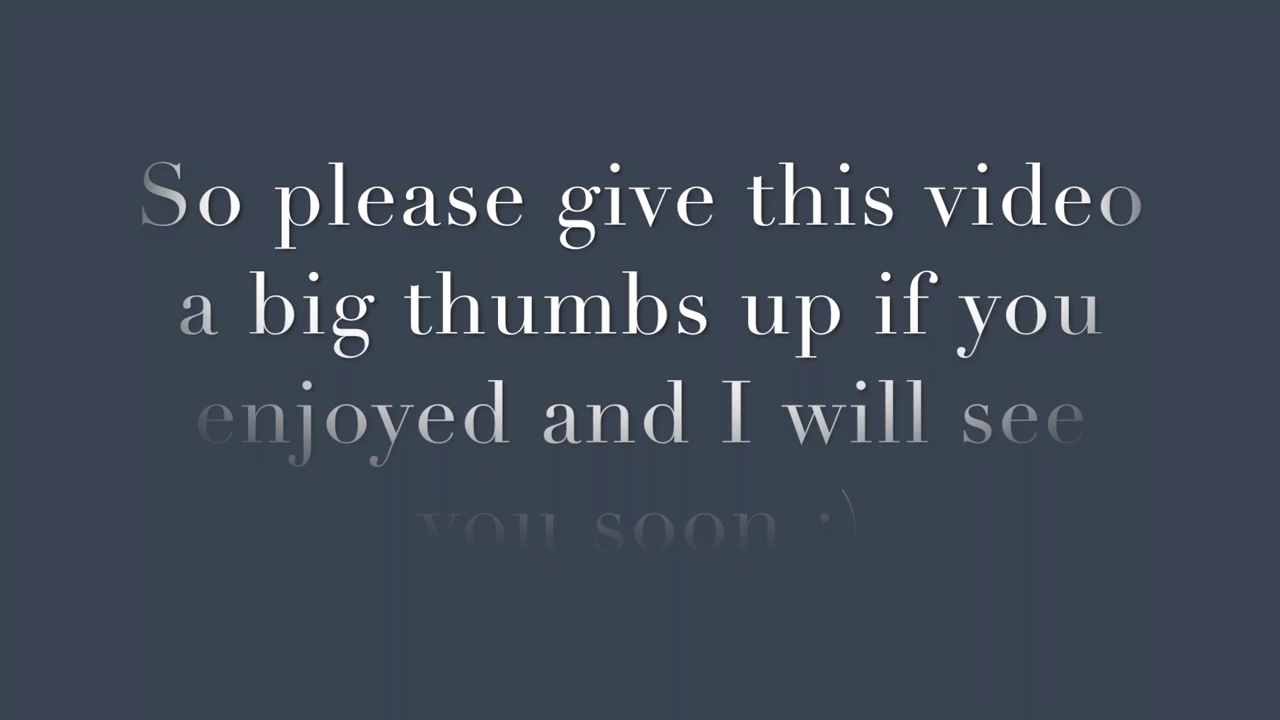 So please give this video
a big thumbs up if you
enjoyed and I will see
you soon :)